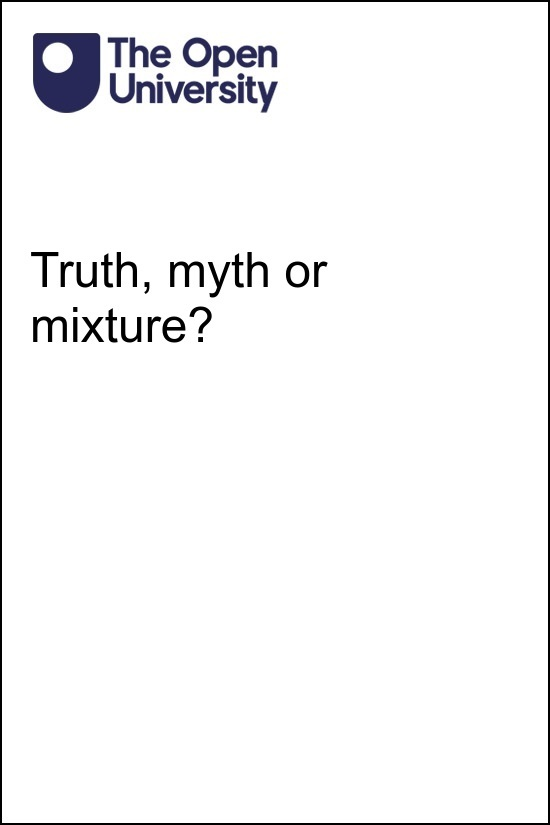 The Open
University
Truth, myth or
mixture?